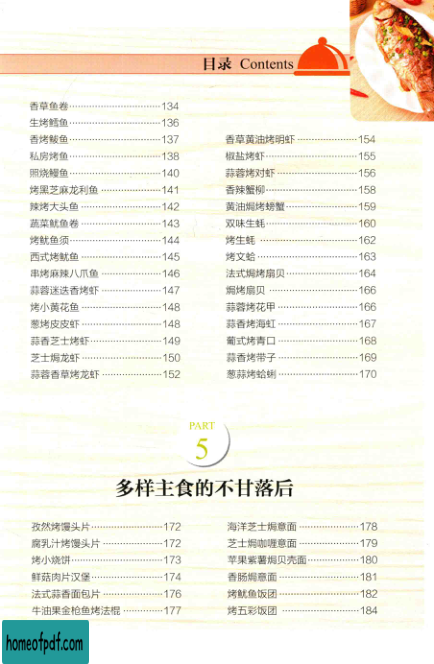 目录 Contents
香草鱼卷 134
生烤鳕鱼 136
香烤鲅鱼 137
私房烤鱼 138
照烧鳗鱼 140
烤黑芝麻龙利鱼 141
辣烤大头鱼 142
蔬菜鱿鱼卷 143
烤鱿鱼须 144
西式烤鱿鱼 145
串烤麻辣八爪鱼 146
蒜蓉迷迭香烤虾 147
烤小黄花鱼 148
葱烤皮皮虾 148
蒜香芝士烤虾 149
芝士焗龙虾 150
蒜蓉香草烤龙虾 152
香草黄油烤明虾 154
椒盐烤虾 155
蒜蓉烤对虾 156
香辣蟹柳 158
黄油焗烤螃蟹 159
双味生蚝 160
烤生蚝 162
烤文蛤 163
法式焗烤扇贝 164
焗烤扇贝 166
蒜蓉烤花甲 166
蒜香烤海虹 167
葡式烤青口 168
蒜香烤带子 169
葱蒜烤蛤蜊 170
PART
5
多样主食的不甘落后
孜然烤馒头片 172
腐乳汁烤馒头片 172
烤小烧饼 173
鲜菇肉片汉堡 174
法式蒜香面包片 176
牛油果金枪鱼烤法棍 177
海洋芝士焗意面 178
芝士焗咖喱意面 179
苹果紫薯焗贝壳面 180
香肠焗意面 181
烤鱿鱼饭团 182
烤五彩饭团 184
homeofpdf.com